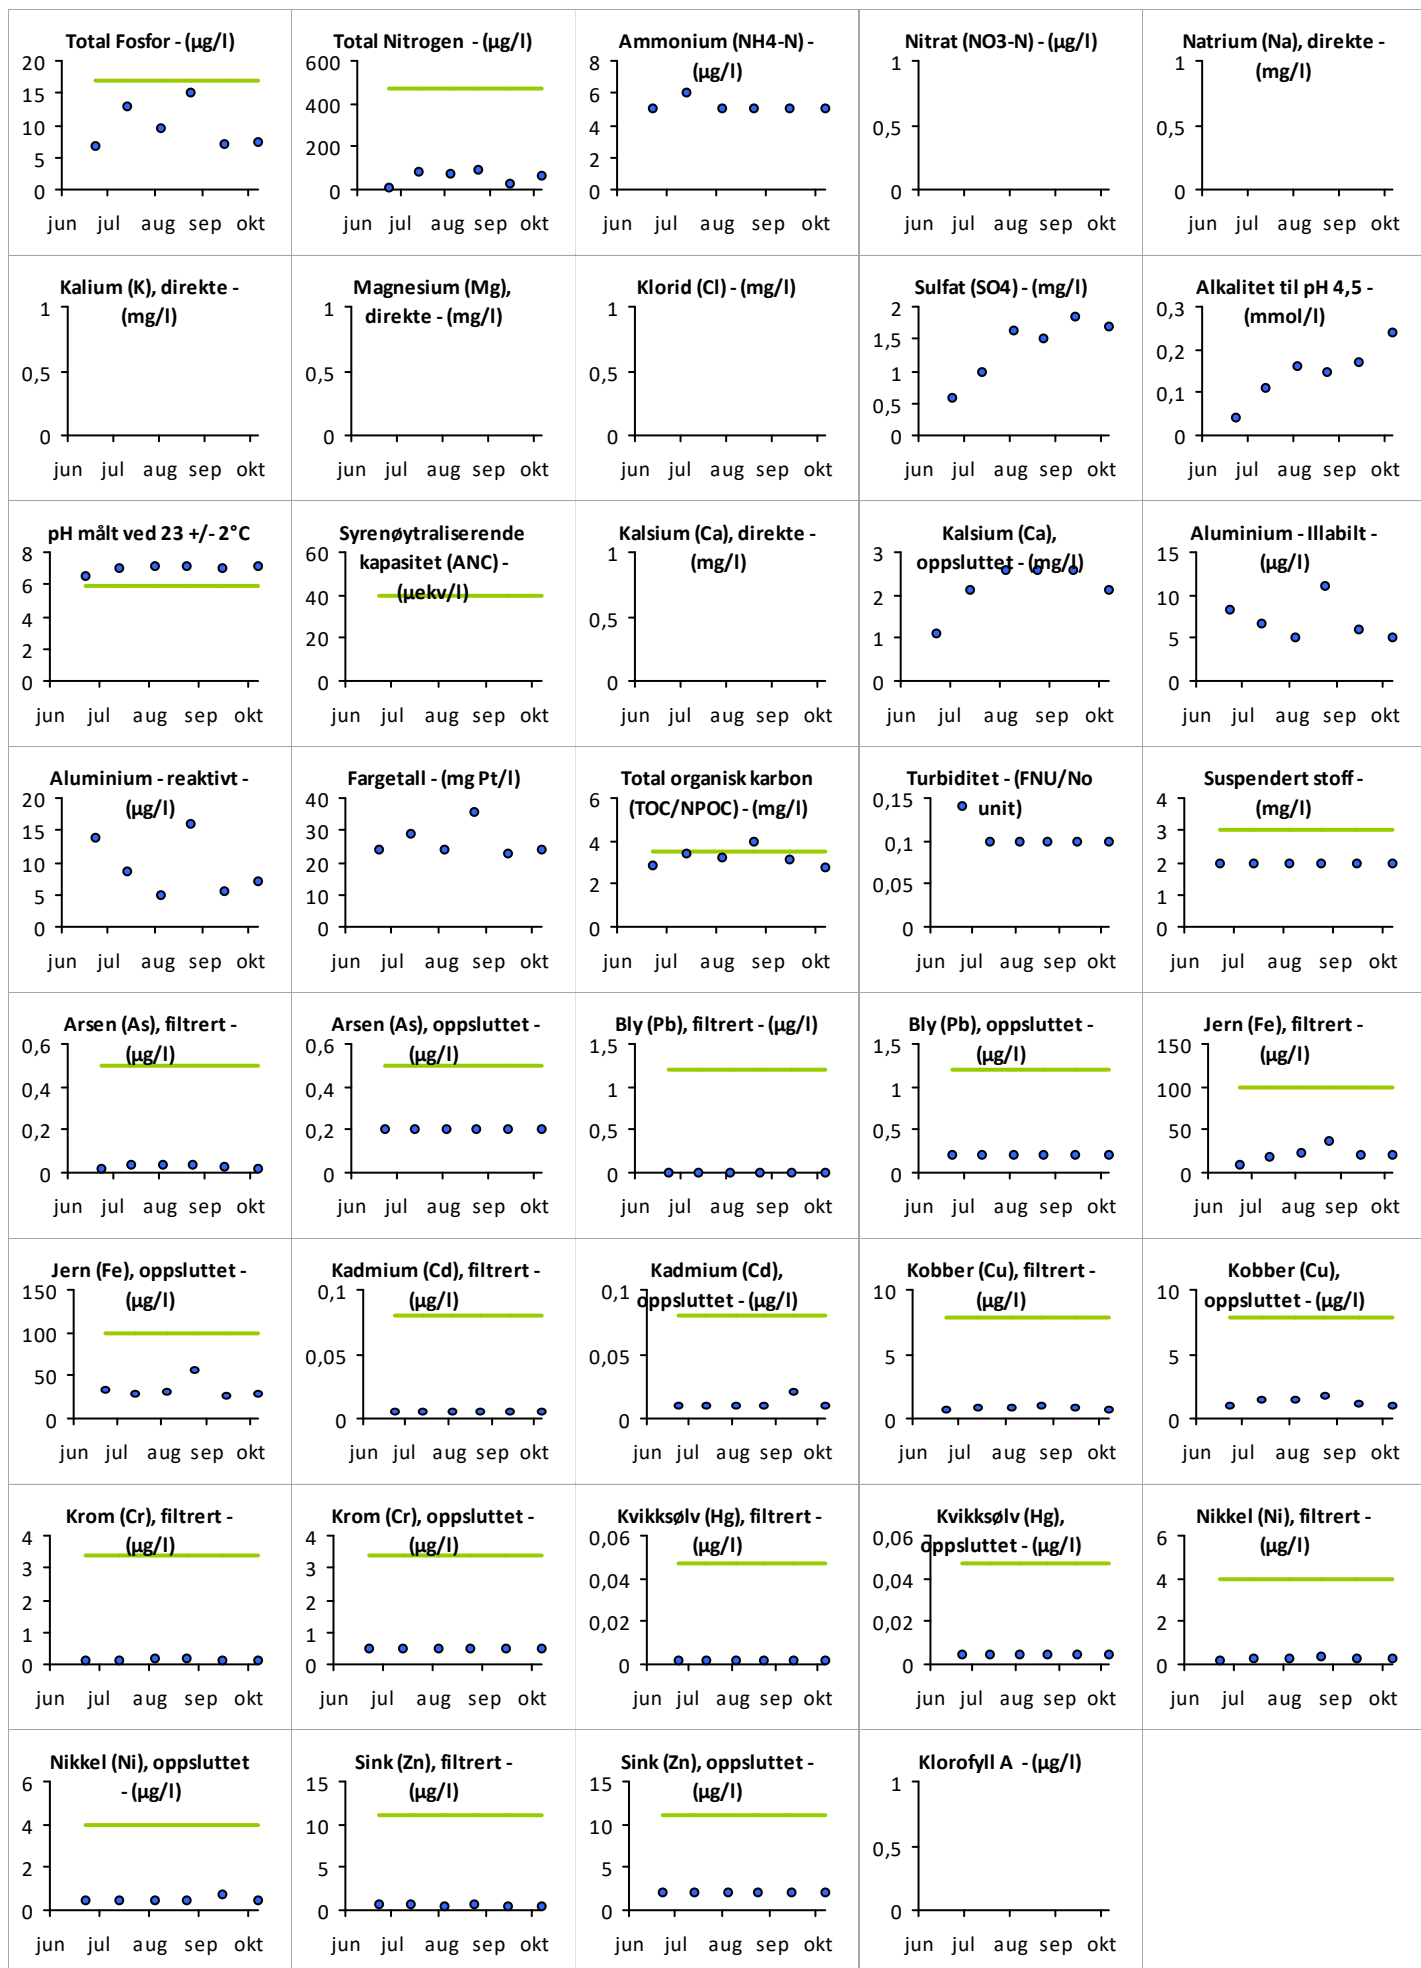 Total Fosfor - (µg/l)
20
15
10
5
0
jun jul aug sep okt
Total Nitrogen - (µg/l)
600
400
200
0
jun jul aug sep okt
Ammonium (NH4-N) -
(µg/l)
8
6
4
2
0
jun jul aug sep okt
Nitrat (NO3-N) - (µg/l)
1
0,5
0
jun jul aug sep okt
Natrium (Na), direkte -
(mg/l)
1
0,5
0
jun jul aug sep okt
Kalium (K), direkte -
(mg/l)
1
0,5
0
jun jul aug sep okt
Magnesium (Mg),
direkte - (mg/l)
1
0,5
0
jun jul aug sep okt
Klorid (Cl) - (mg/l)
1
0,5
0
jun jul aug sep okt
Sulfat (SO4) - (mg/l)
2
1,5
1
0,5
0
jun jul aug sep okt
Alkalitet til pH 4,5 -
(mmol/l)
0,3
0,2
0,1
0
jun jul aug sep okt
pH målt ved 23 +/- 2°C
8
6
4
2
0
jun jul aug sep okt
Syrenøytraliserende
kapasitet (ANC) -
(µekv/l)
60
40
20
0
jun jul aug sep okt
Kalsium (Ca), direkte -
(mg/l)
1
0,5
0
jun jul aug sep okt
Kalsium (Ca),
oppsluttet - (mg/l)
3
2
1
0
jun jul aug sep okt
Aluminium - Illabilt -
(µg/l)
15
10
5
0
jun jul aug sep okt
Aluminium - reaktivt -
(µg/l)
20
15
10
5
0
jun jul aug sep okt
Fargetall - (mg Pt/l)
40
30
20
10
0
jun jul aug sep okt
Total organisk karbon
(TOC/NPOC) - (mg/l)
6
4
2
0
jun jul aug sep okt
Turbiditet - (FNU/No
unit)
0,15
0,1
0,05
0
jun jul aug sep okt
Suspendert stoff -
(mg/l)
4
3
2
1
0
jun jul aug sep okt
Arsen (As), filtrert -
(µg/l)
0,6
0,4
0,2
0
jun jul aug sep okt
Arsen (As), oppsluttet -
(µg/l)
0,6
0,4
0,2
0
jun jul aug sep okt
Bly (Pb), filtrert - (µg/l)
1,5
1
0,5
0
jun jul aug sep okt
Bly (Pb), oppsluttet -
(µg/l)
1,5
1
0,5
0
jun jul aug sep okt
Jern (Fe), filtrert -
(µg/l)
150
100
50
0
jun jul aug sep okt
Jern (Fe), oppsluttet -
(µg/l)
150
100
50
0
jun jul aug sep okt
Kadmium (Cd), filtrert -
(µg/l)
0,1
0,05
0
jun jul aug sep okt
Kadmium (Cd),
oppsluttet - (µg/l)
0,1
0,05
0
jun jul aug sep okt
Kobber (Cu), filtrert -
(µg/l)
10
5
0
jun jul aug sep okt
Kobber (Cu),
oppsluttet - (µg/l)
10
5
0
jun jul aug sep okt
Krom (Cr), filtrert -
(µg/l)
4
3
2
1
0
jun jul aug sep okt
Krom (Cr), oppsluttet -
(µg/l)
4
3
2
1
0
jun jul aug sep okt
Kvikksølv (Hg), filtrert -
(µg/l)
0,06
0,04
0,02
0
jun jul aug sep okt
Kvikksølv (Hg),
oppsluttet - (µg/l)
0,06
0,04
0,02
0
jun jul aug sep okt
Nikkel (Ni), filtrert -
(µg/l)
6
4
2
0
jun jul aug sep okt
Nikkel (Ni), oppsluttet
- (µg/l)
6
4
2
0
jun jul aug sep okt
Sink (Zn), filtrert -
(µg/l)
15
10
5
0
jun jul aug sep okt
Sink (Zn), oppsluttet -
(µg/l)
15
10
5
0
jun jul aug sep okt
Klorofyll A - (µg/l)
1
0,5
0
jun jul aug sep okt